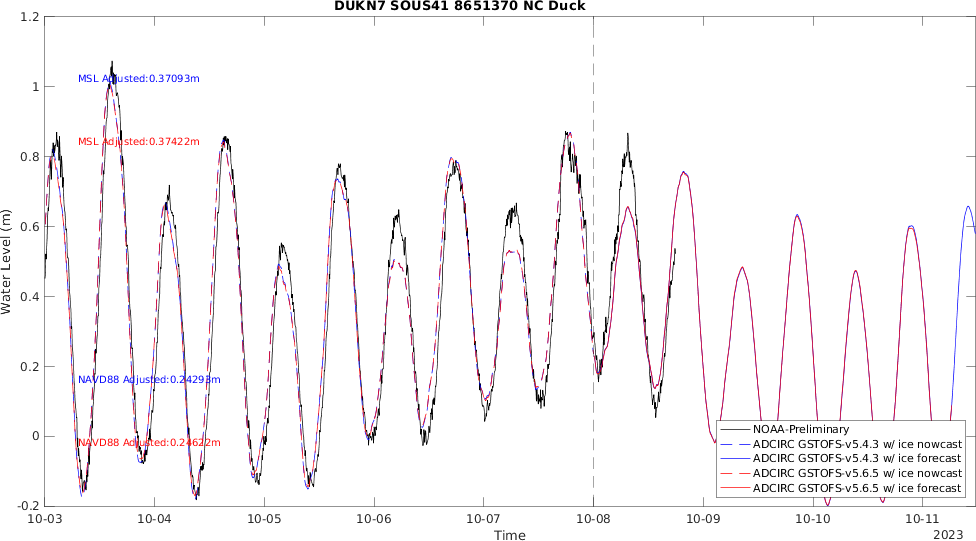 DUKN7 SOUS41 8651370 NC Duck
1.2
1
0.8
0.6
0.4
0.2
0
-0.2
Water Level (m)
MSL Adjusted:0.37093m
MSL Adjusted:0.37422m
NAVD88 Adjusted:0.24293m
NAVD88 Adjusted:0.24622m
NOAA-Preliminary
ADCIRC GSTOFS-v5.4.3 w/ ice nowcast
ADCIRC GSTOFS-v5.4.3 w/ ice forecast
ADCIRC GSTOFS-v5.6.5 w/ ice nowcast
ADCIRC GSTOFS-v5.6.5 w/ ice forecast
10-03 10-04 10-05 10-06 10-07 10-08 10-09 10-10 10-11
Time
2023